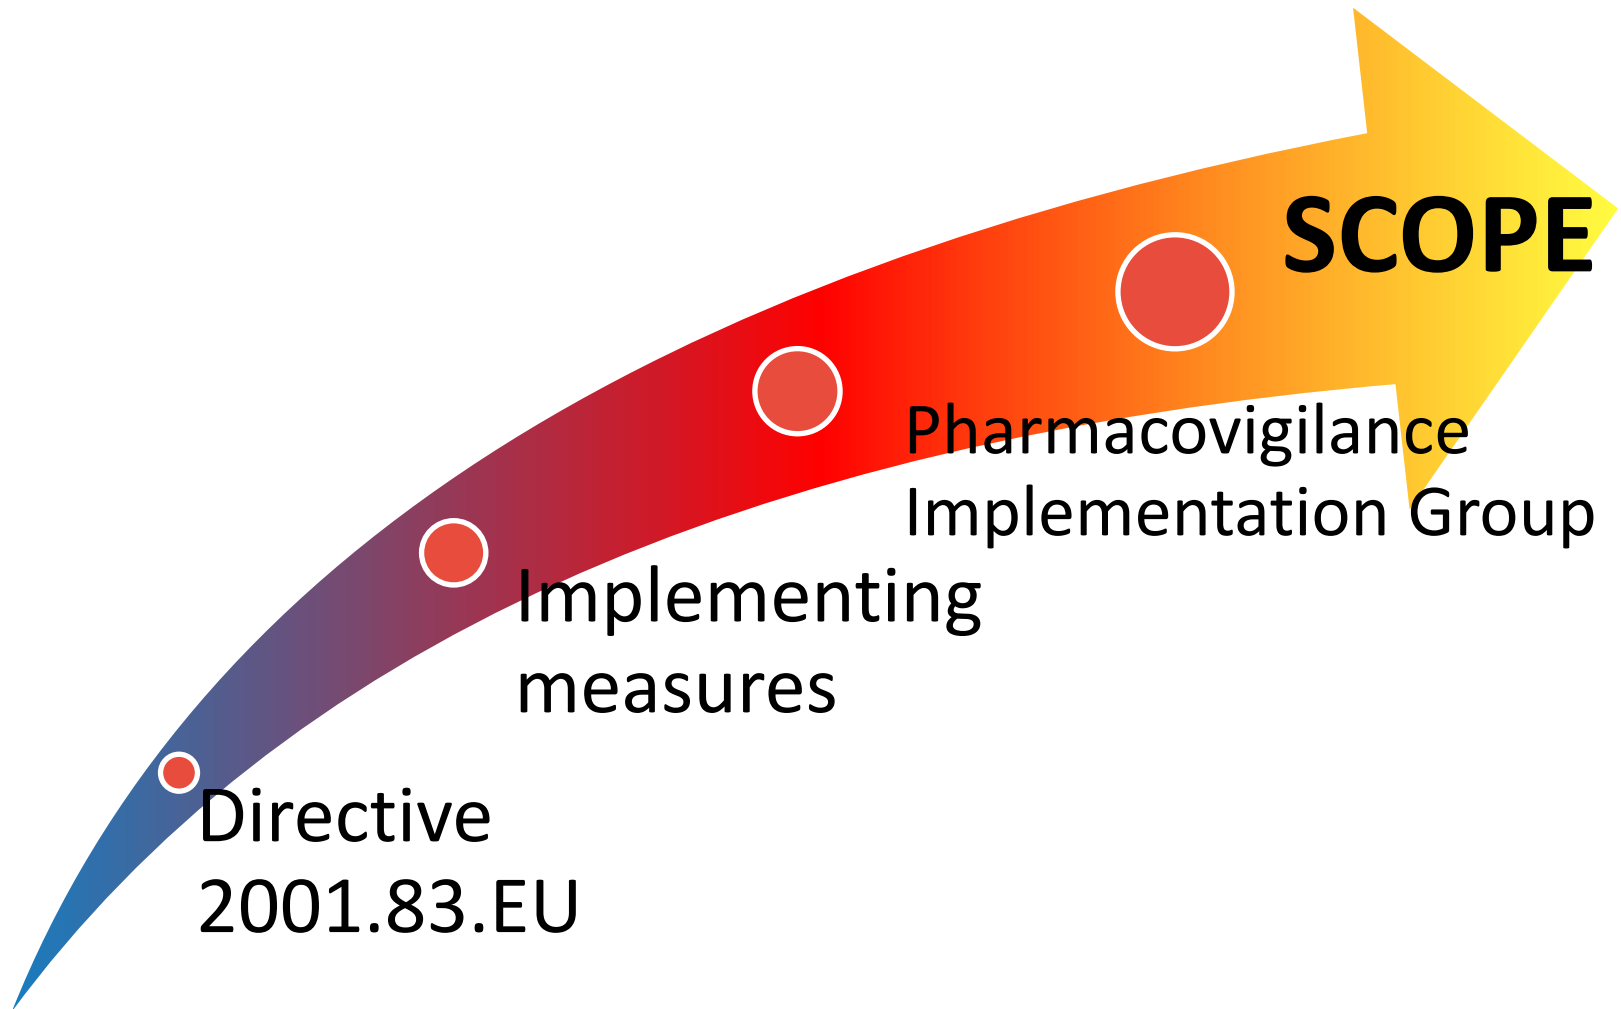 SCOPE
Pharmacovigilance
Implementation Group
Implementing
measures
Directive
2001.83.EU